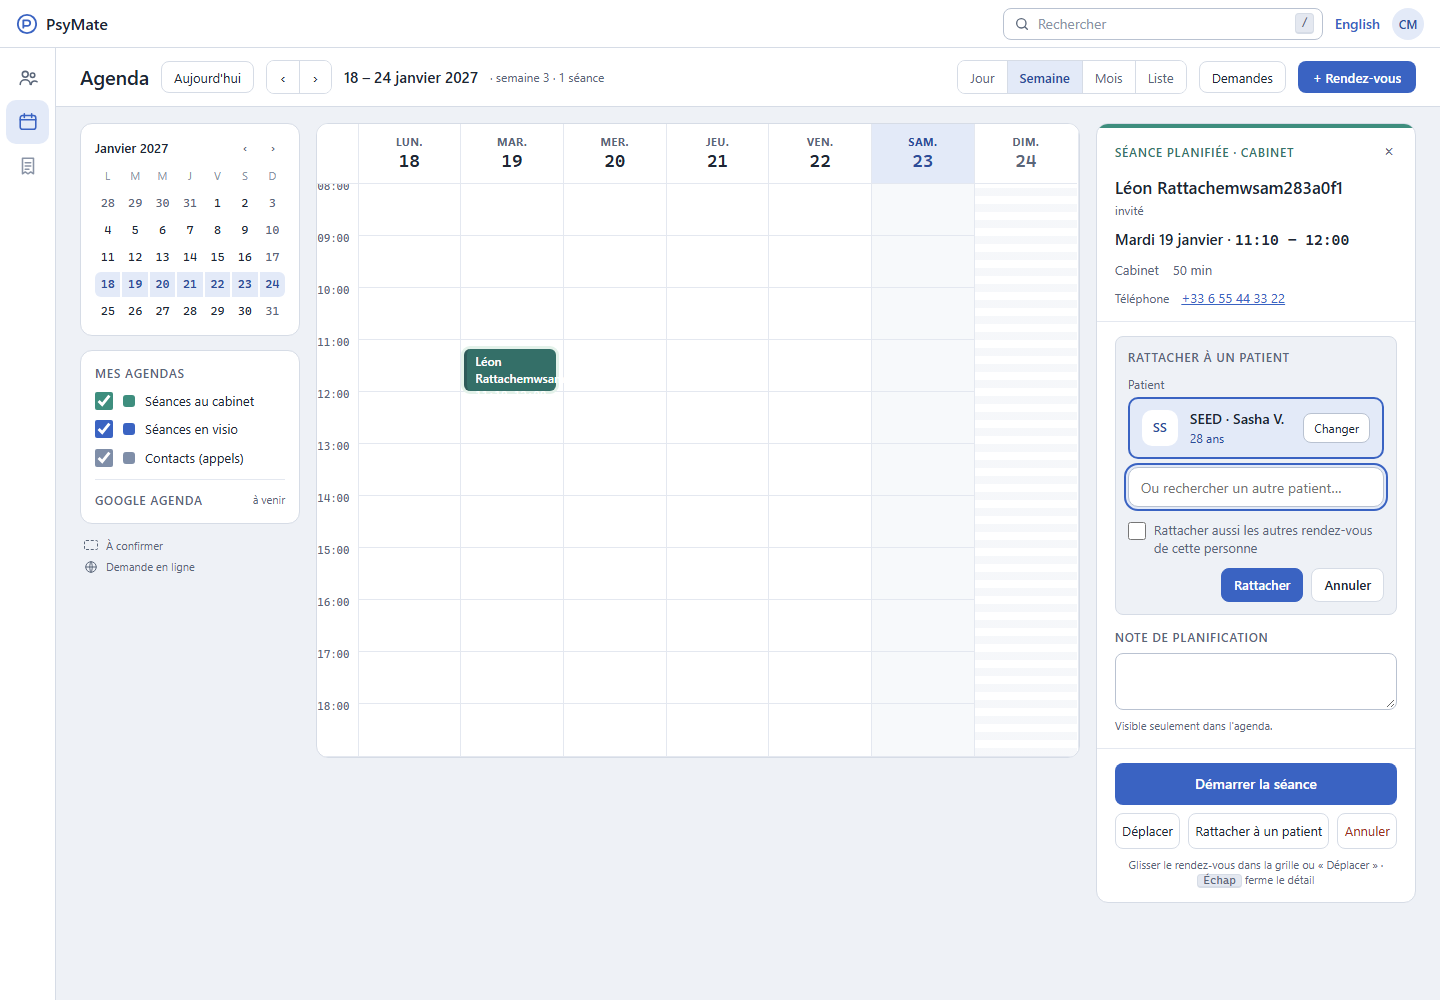 PsyMate
Rechercher
/
English
CM
Agenda
Aujourd'hui
‹
›
18 – 24 janvier 2027
· semaine 3 · 1 séance
Jour
Semaine
Mois
Liste
Demandes
+ Rendez-vous
Janvier 2027
‹
›
L M M J V S D
28 29 30 31 1 2 3
4 5 6 7 8 9 10
11 12 13 14 15 16 17
18 19 20 21 22 23 24
25 26 27 28 29 30 31
MES AGENDAS
Séances au cabinet
Séances en visio
Contacts (appels)
GOOGLE AGENDA
à venir
À confirmer
Demande en ligne
LUN. MAR. MER. JEU. VEN. SAM. DIM.
18 19 20 21 22 23 24
08:00
09:00
10:00
11:00
Léon
Rattachemwsam
12:00
13:00
14:00
15:00
16:00
17:00
18:00
SÉANCE PLANIFIÉE · CABINET
×
Léon Rattachemwsam283a0f1
invité
Mardi 19 janvier · 11:10 – 12:00
Cabinet 50 min
Téléphone +33 6 55 44 33 22
RATTACHER À UN PATIENT
Patient
SS
SEED · Sasha V.
28 ans
Changer
Ou rechercher un autre patient…
Rattacher aussi les autres rendez-vous
de cette personne
Rattacher
Annuler
NOTE DE PLANIFICATION
Visible seulement dans l'agenda.
Démarrer la séance
Déplacer
Rattacher à un patient
Annuler
Glisser le rendez-vous dans la grille ou « Déplacer » ·
Échap ferme le détail